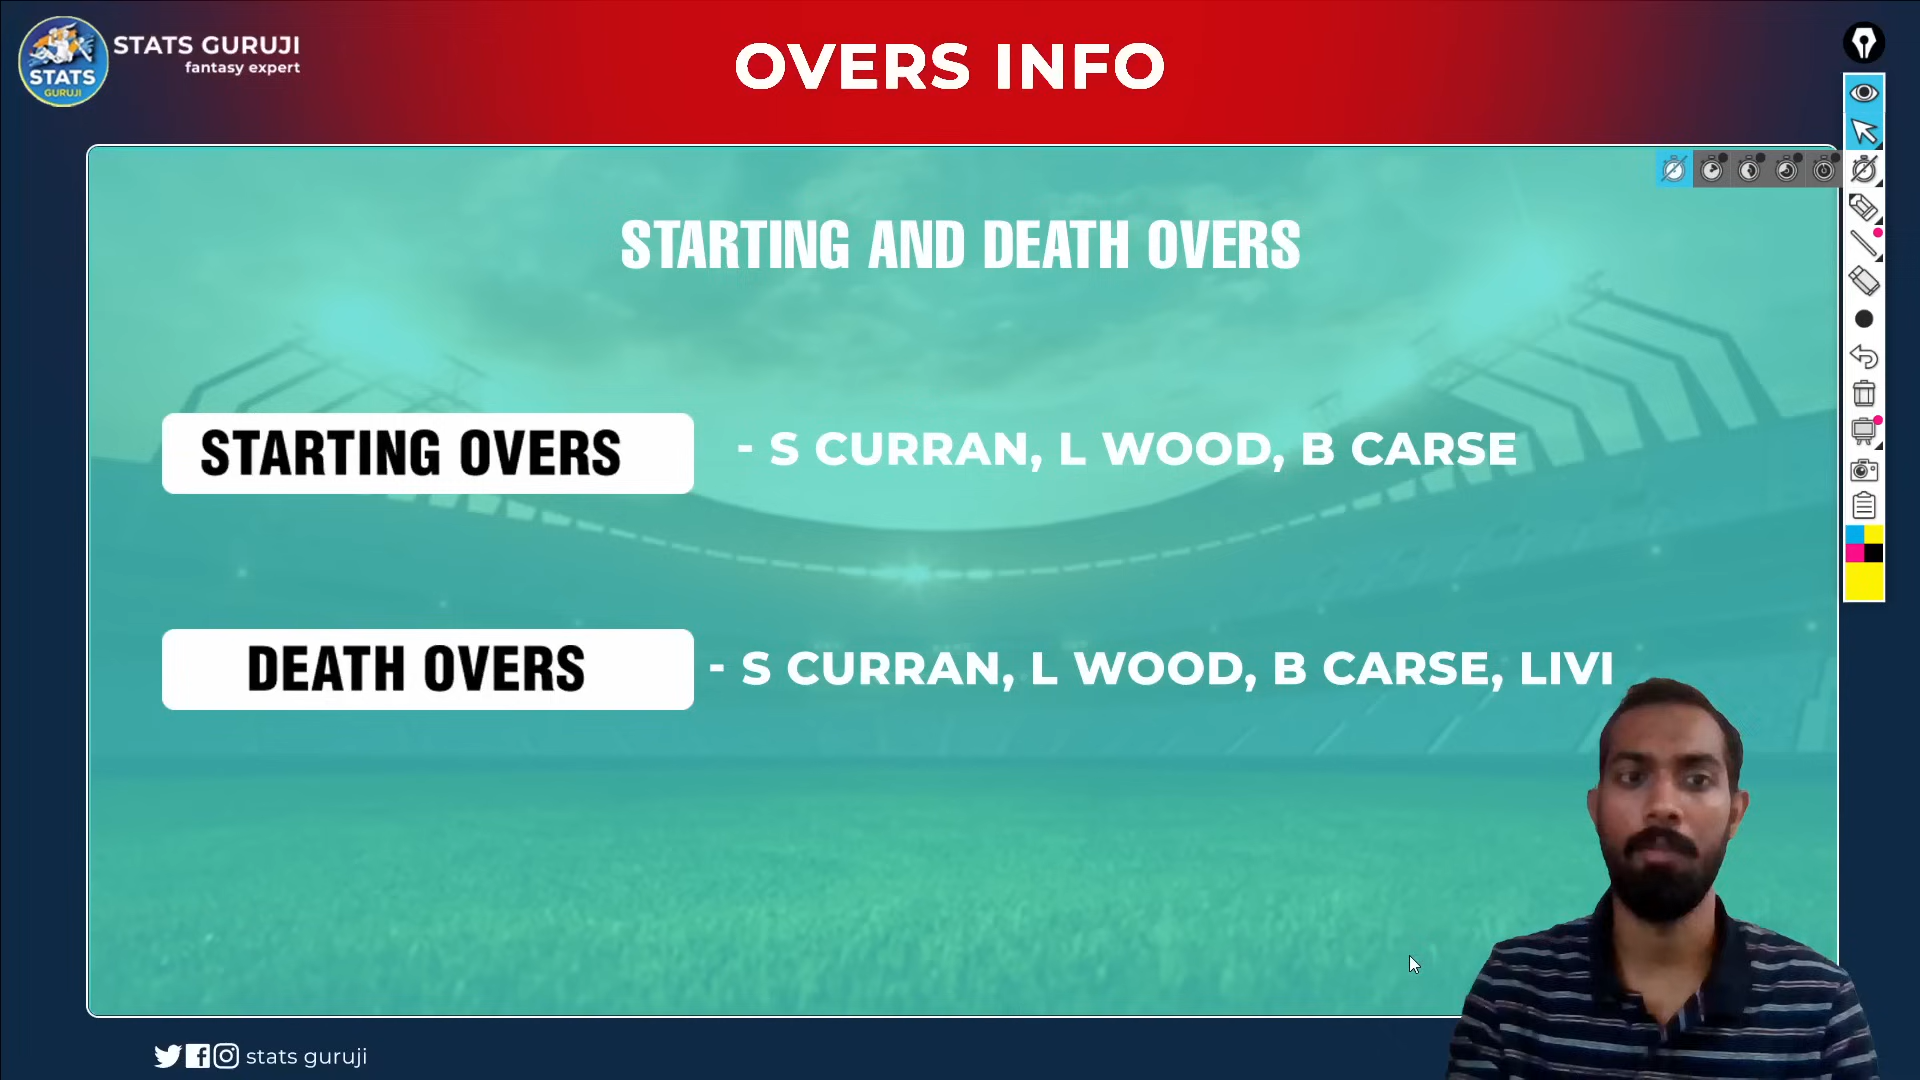 STATS GURUJI
fantasy expert
STATS
GURUJI
OVERS INFO
STARTING AND DEATH OVERS
STARTING OVERS
- S CURRAN, L WOOD, B CARSE
DEATH OVERS
- S CURRAN, L WOOD, B CARSE, LIVI
stats guruji